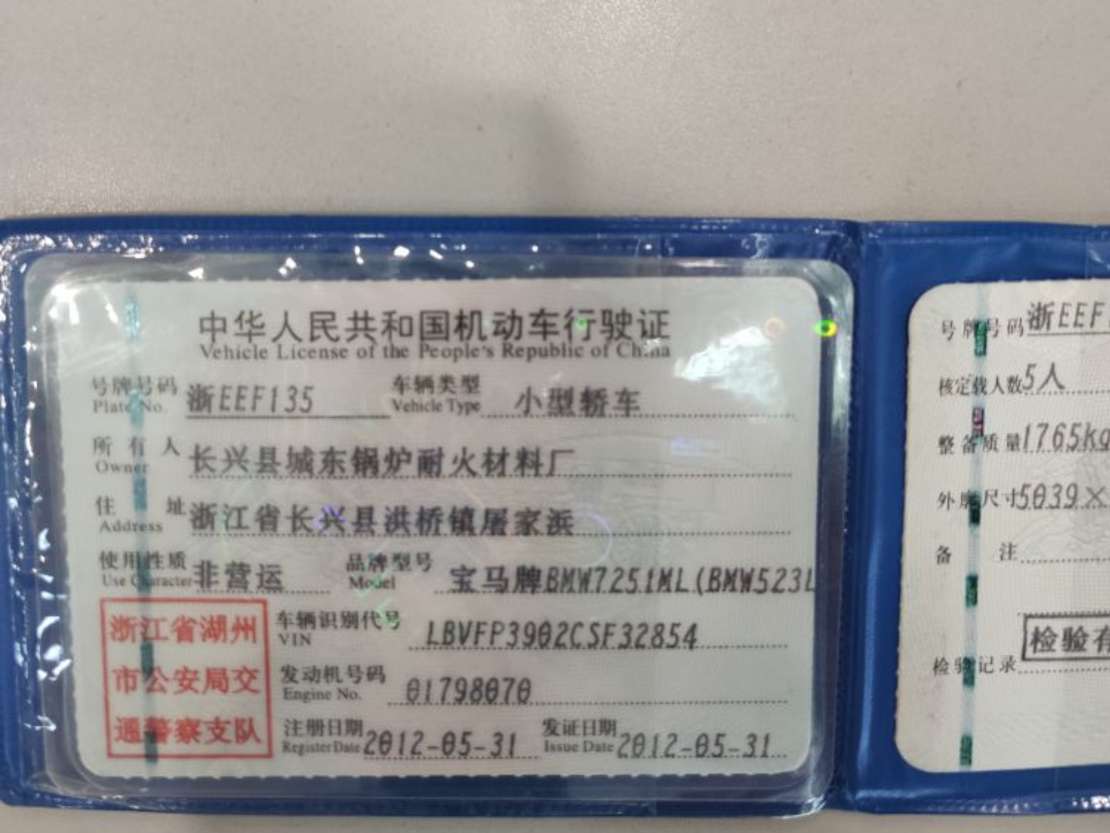 中华人民共和国机动车行驶证
Vehicle License of the People's Republic of China
号牌号码 浙EEF135 车辆类型 小型轿车
Plate No. Vehicle Type
所有人 长兴县城东锅炉耐火材料厂
Owner
住址 浙江省长兴县洪桥镇屠家浜
Address
使用性质 非营运 品牌型号 宝马牌BMW7251ML(BMW523L
Use Character Model
浙江省湖州
市公安局交
通警察支队
车辆识别代号 LBVFP3902CSF32854
VIN
发动机号码 01798070
Engine No.
注册日期 2012-05-31 发证日期 2012-05-31
Register Date Issue Date
号牌号码 浙EEF
核定载人数 5人
整备质量 1765kg
外廓尺寸 5039×
备注
检验有
检验记录